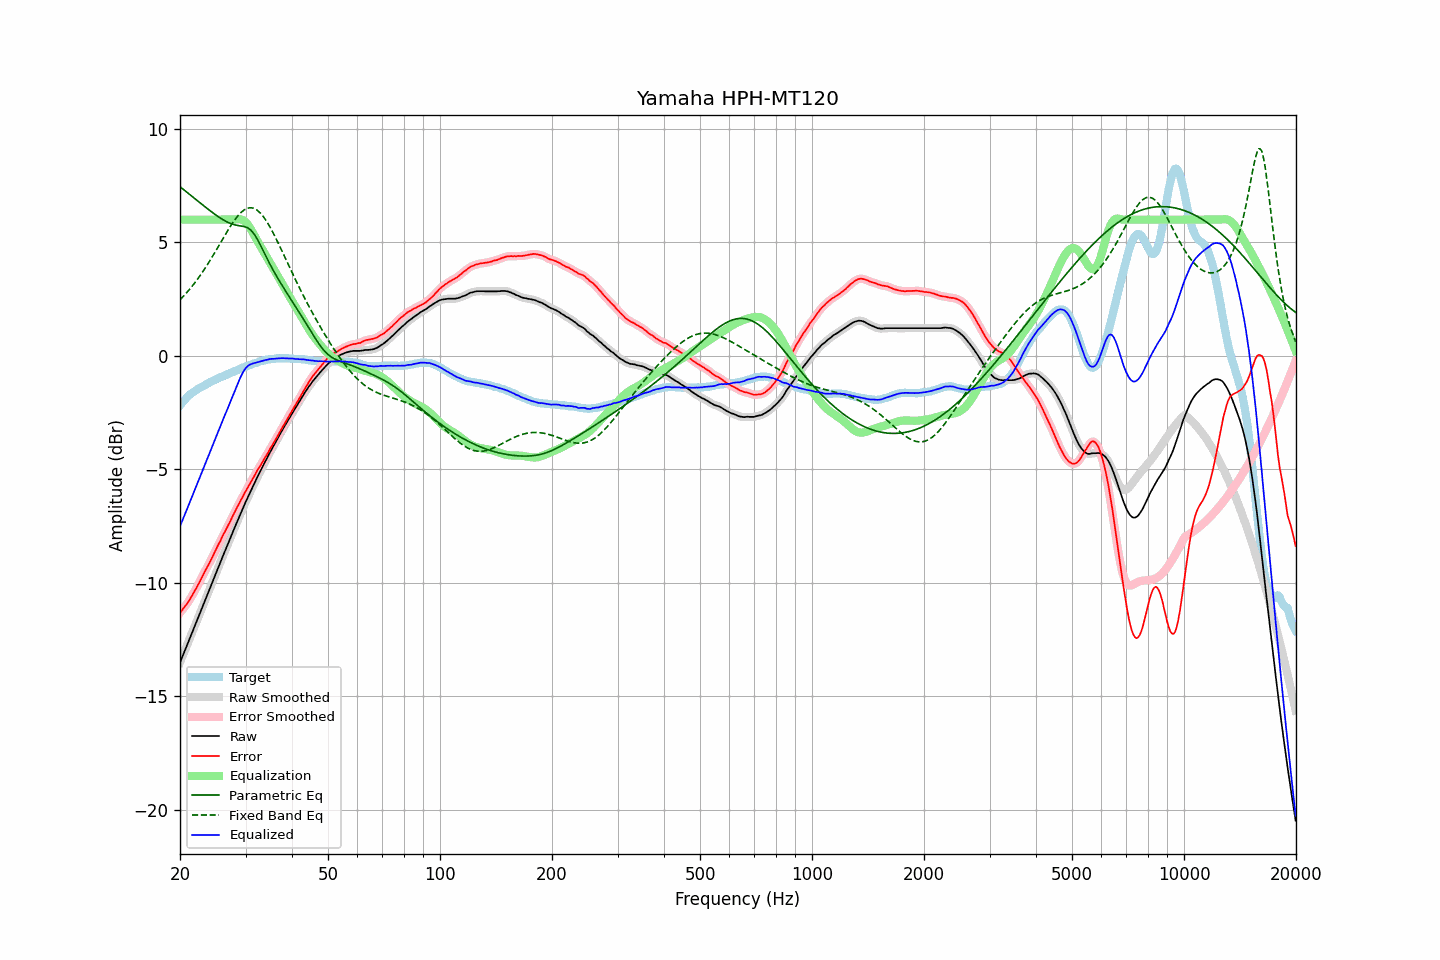 Yamaha HPH-MT120
Amplitude (dBr)
10
5
0
−5
−10
−15
−20
Target
Raw Smoothed
Error Smoothed
Raw
Error
Equalization
Parametric Eq
Fixed Band Eq
Equalized
20 50 100 200 500 1000 2000 5000 10000 20000
Frequency (Hz)